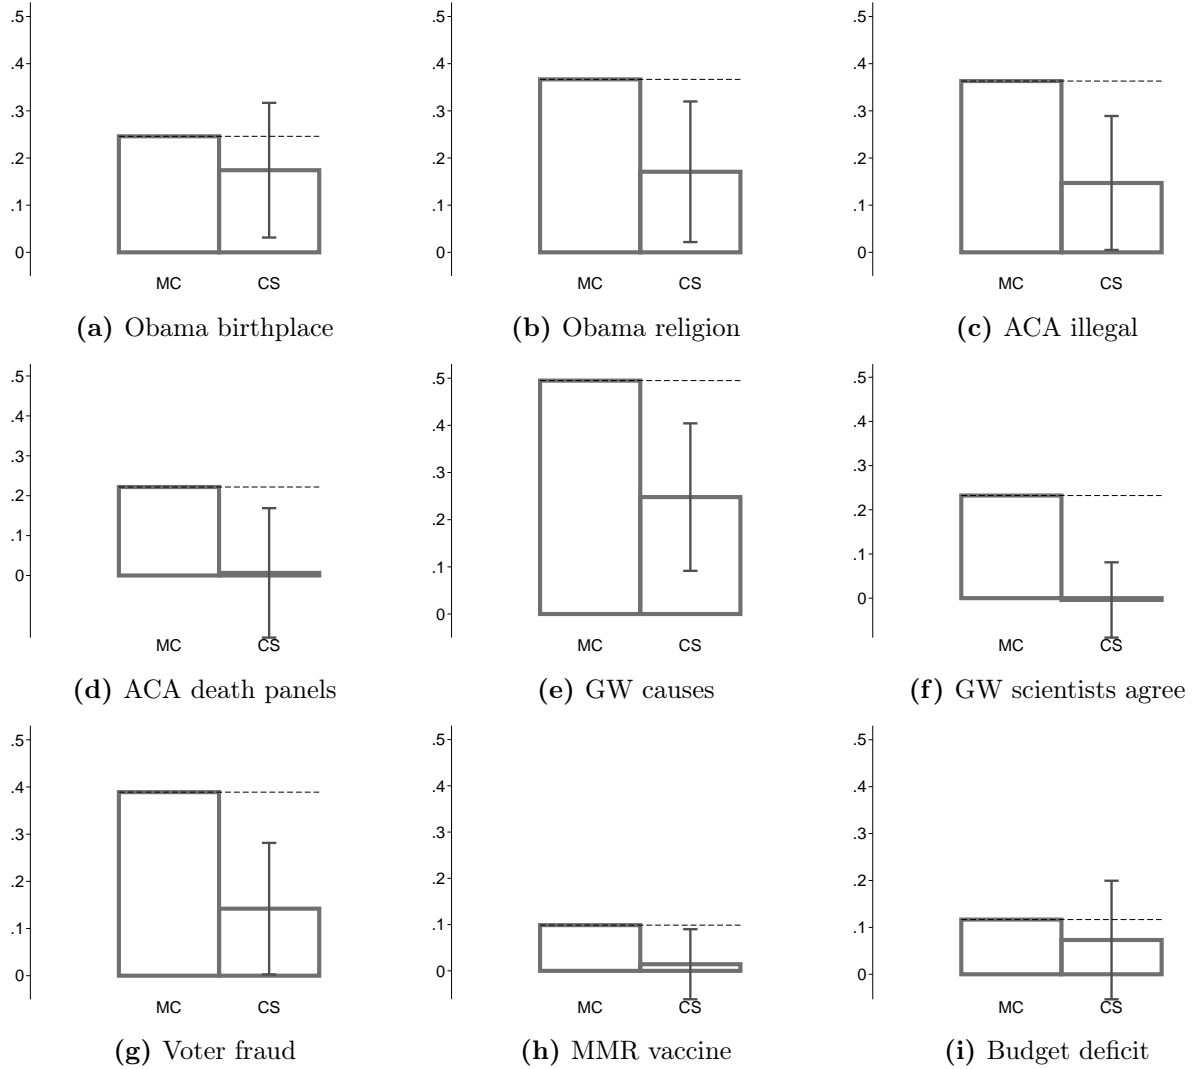 .5 .5 .5
.4 .4 .4
.3 .3 .3
.2 .2 .2
.1 .1 .1
0 0 0
MC CS MC CS MC CS
(a) Obama birthplace (b) Obama religion (c) ACA illegal
.5 .5 .5
.4 .4 .4
.3 .3 .3
.2 .2 .2
.1 .1 .1
0 0 0
MC CS MC CS MC CS
(d) ACA death panels (e) GW causes (f) GW scientists agree
.5 .5 .5
.4 .4 .4
.3 .3 .3
.2 .2 .2
.1 .1 .1
0 0 0
MC CS MC CS MC CS
(g) Voter fraud (h) MMR vaccine (i) Budget deficit